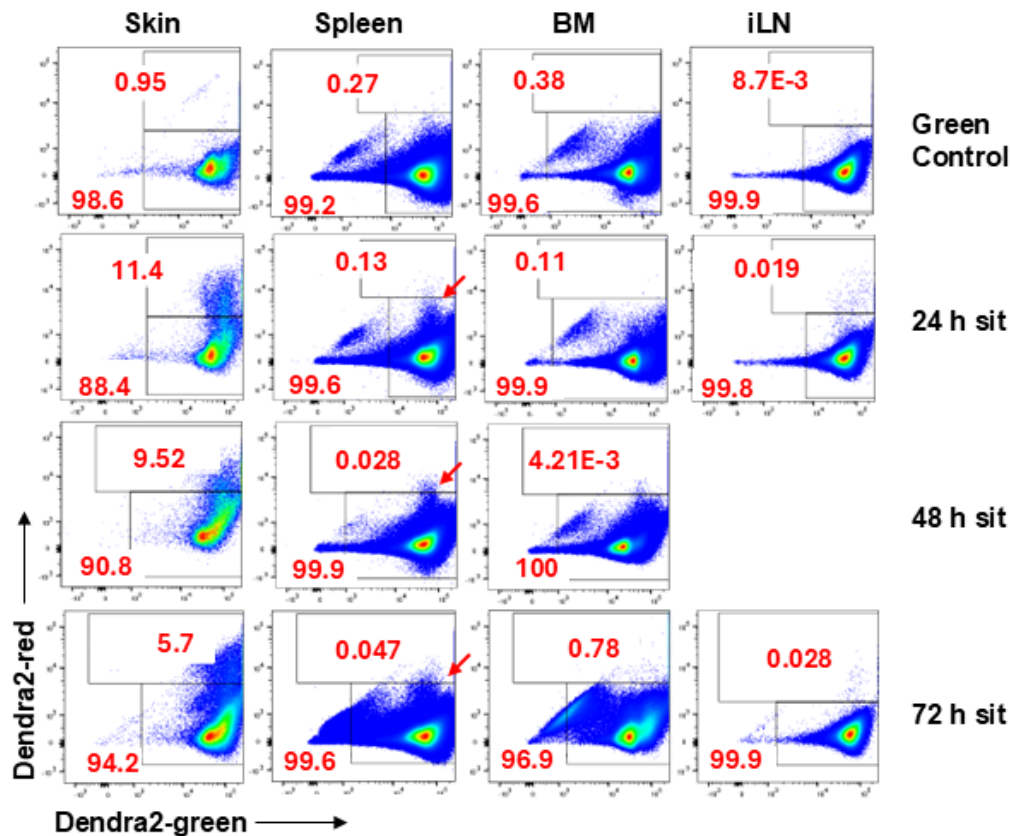 Skin Spleen BM iLN
0.95 0.27 0.38 8.7E-3
98.6 99.2 99.6 99.9
Green
Control
11.4 0.13 0.11 0.019
88.4 99.6 99.9 99.8
24 h sit
9.52 0.028 4.21E-3
90.8 99.9 100
48 h sit
5.7 0.047 0.78 0.028
94.2 99.6 96.9 99.9
72 h sit
Dendra2-red
Dendra2-green